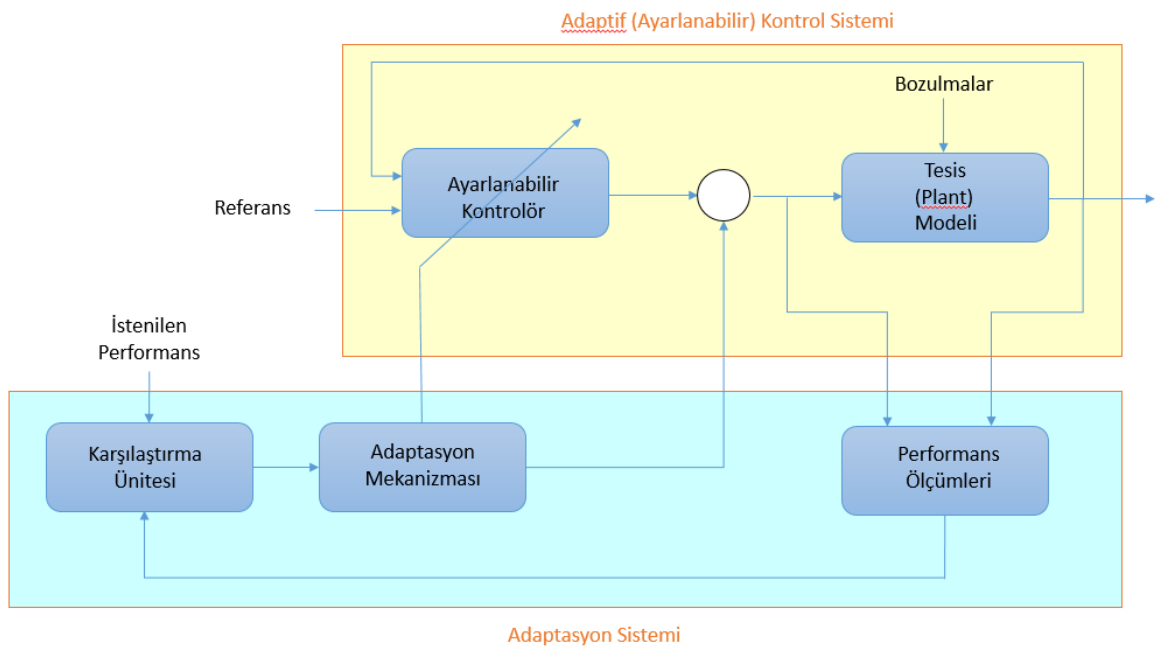 Adaptif (Ayarlanabilir) Kontrol Sistemi
Bozulmalar
Ayarlanabilir
Kontrolör
Tesis
(Plant)
Modeli
Referans
İstenilen
Performans
Karşılaştırma
Ünitesi
Adaptasyon
Mekanizması
Performans
Ölçümleri
Adaptasyon Sistemi